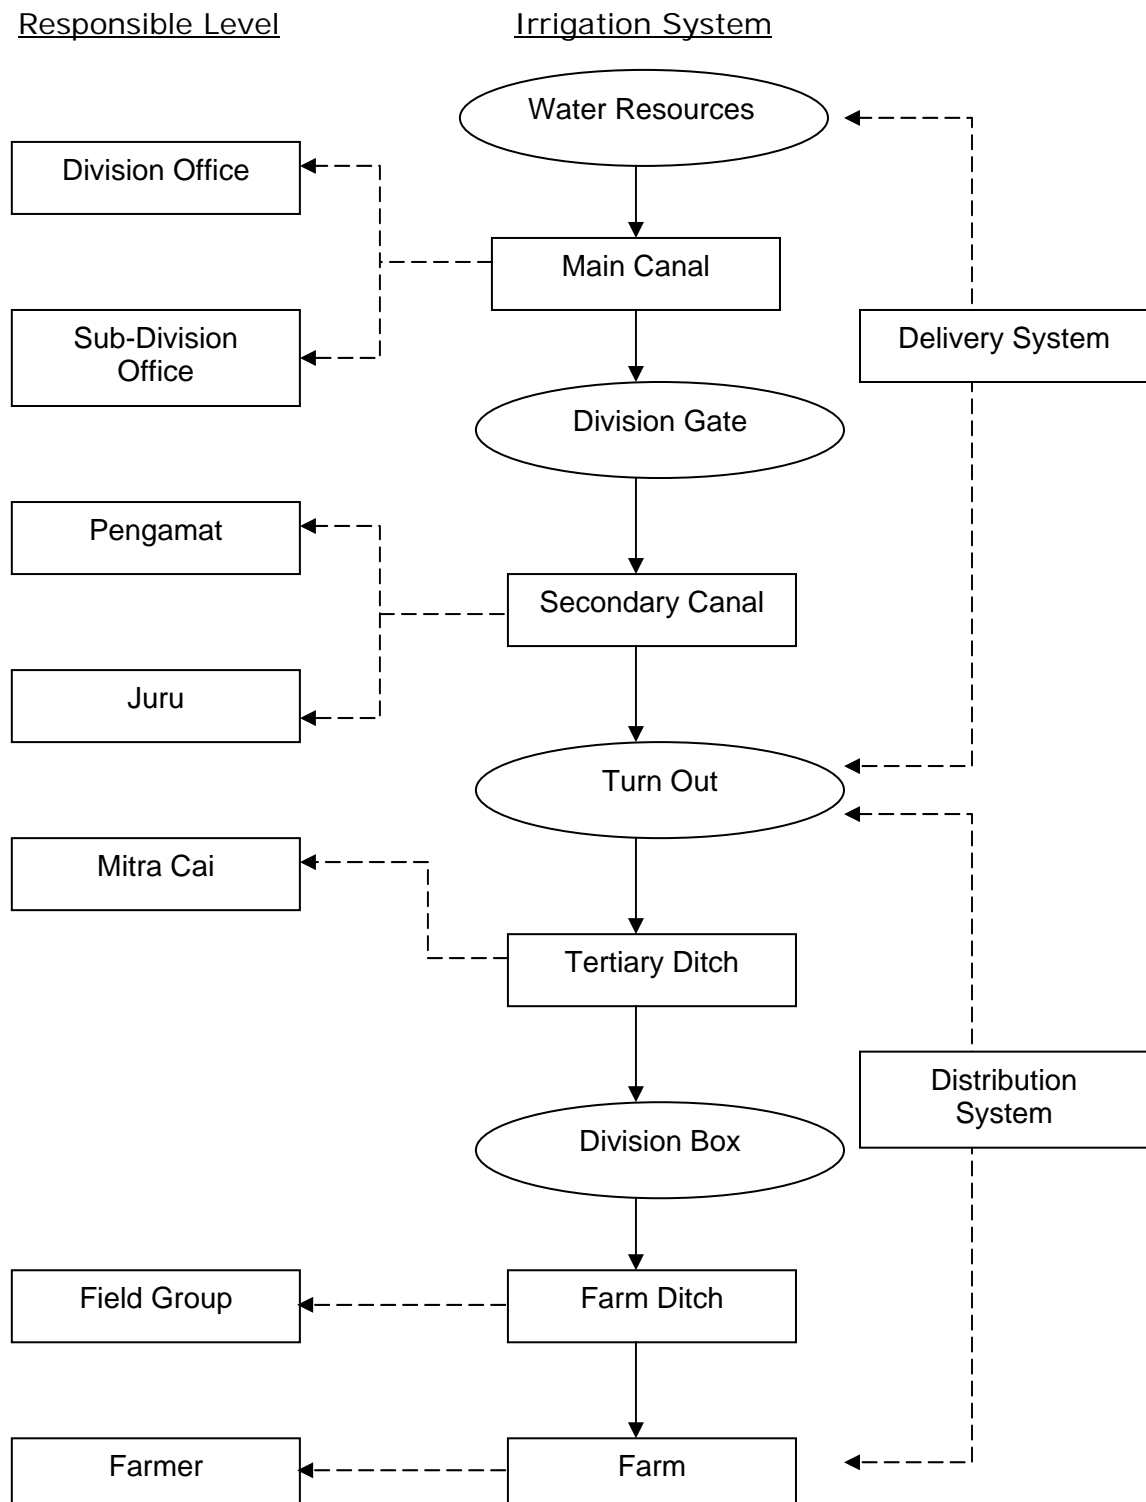 Responsible Level
Irrigation System
Water Resources
Division Office
Main Canal
Sub-Division
Office
Delivery System
Division Gate
Pengamat
Secondary Canal
Juru
Turn Out
Mitra Cai
Tertiary Ditch
Distribution
System
Division Box
Field Group
Farm Ditch
Farmer
Farm